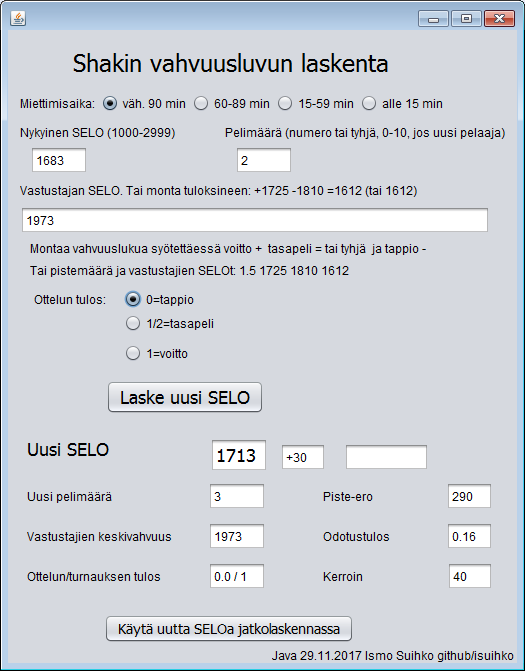 Shakin vahvuusluvun laskenta
Miettimisaika: väh. 90 min 60-89 min 15-59 min alle 15 min
Nykyinen SELO (1000-2999) Pelimäärä (numero tai tyhjä, 0-10, jos uusi pelaaja)
1683 2
Vastustajan SELO. Tai monta tuloksineen: +1725 -1810 =1612 (tai 1612)
1973
Montaa vahvuuslukua syötettäessä voitto + tasapeli = tai tyhjä ja tappio -
Tai pistemäärä ja vastustajien SELOt: 1.5 1725 1810 1612
Ottelun tulos: 0=tappio
1/2=tasapeli
1=voitto
Laske uusi SELO
Uusi SELO 1713 +30
Uusi pelimäärä 3 Piste-ero 290
Vastustajien keskivahvuus 1973 Odotustulos 0.16
Ottelun/turnauksen tulos 0.0 / 1 Kerroin 40
Käytä uutta SELOa jatkolaskennassa
Java 29.11.2017 Ismo Suihko github/isuihko